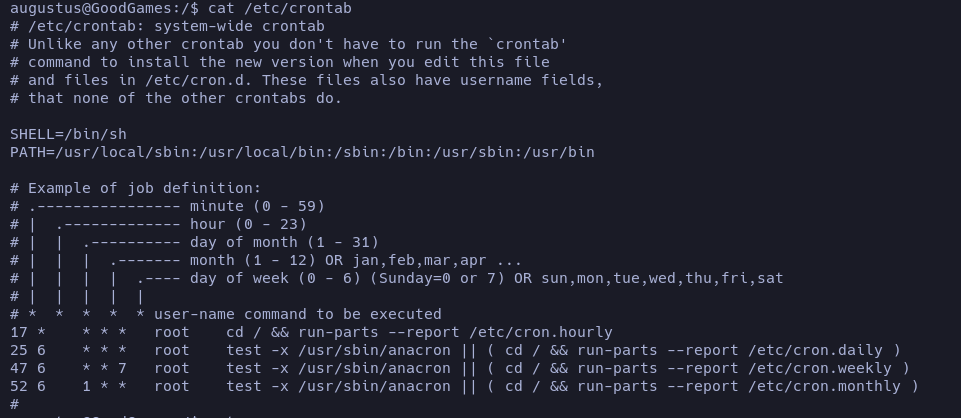 augustus@GoodGames:/$ cat /etc/crontab
# /etc/crontab: system-wide crontab
# Unlike any other crontab you don't have to run the `crontab'
# command to install the new version when you edit this file
# and files in /etc/cron.d. These files also have username fields,
# that none of the other crontabs do.

SHELL=/bin/sh
PATH=/usr/local/sbin:/usr/local/bin:/sbin:/bin:/usr/sbin:/usr/bin

# Example of job definition:
# .---------------- minute (0 - 59)
# |  .------------- hour (0 - 23)
# |  |  .---------- day of month (1 - 31)
# |  |  |  .------- month (1 - 12) OR jan,feb,mar,apr ...
# |  |  |  |  .---- day of week (0 - 6) (Sunday=0 or 7) OR sun,mon,tue,wed,thu,fri,sat
# |  |  |  |  |
# *  *  *  *  * user-name command to be executed
17 *    * * *   root    cd / && run-parts --report /etc/cron.hourly
25 6    * * *   root    test -x /usr/sbin/anacron || ( cd / && run-parts --report /etc/cron.daily )
47 6    * * 7   root    test -x /usr/sbin/anacron || ( cd / && run-parts --report /etc/cron.weekly )
52 6    1 * *   root    test -x /usr/sbin/anacron || ( cd / && run-parts --report /etc/cron.monthly )
#